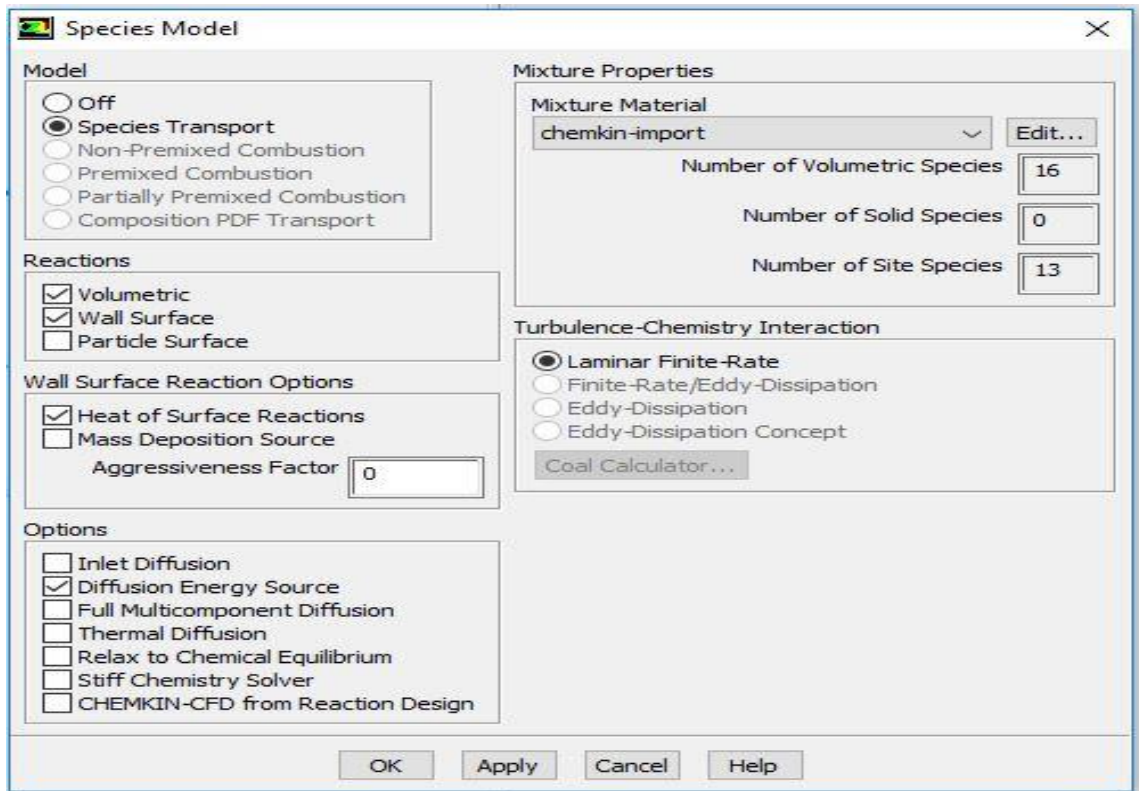 Species Model
Model
Off
Species Transport
Non-Premixed Combustion
Premixed Combustion
Partially Premixed Combustion
Composition PDF Transport
Reactions
Volumetric
Wall Surface
Particle Surface
Wall Surface Reaction Options
Heat of Surface Reactions
Mass Deposition Source
Aggressiveness Factor 0
Options
Inlet Diffusion
Diffusion Energy Source
Full Multicomponent Diffusion
Thermal Diffusion
Relax to Chemical Equilibrium
Stiff Chemistry Solver
CHEMKIN-CFD from Reaction Design
Mixture Properties
Mixture Material
chemkin-import Edit...
Number of Volumetric Species 16
Number of Solid Species 0
Number of Site Species 13
Turbulence-Chemistry Interaction
Laminar Finite-Rate
Finite-Rate/Eddy-Dissipation
Eddy-Dissipation
Eddy-Dissipation Concept
Coal Calculator...
OK Apply Cancel Help